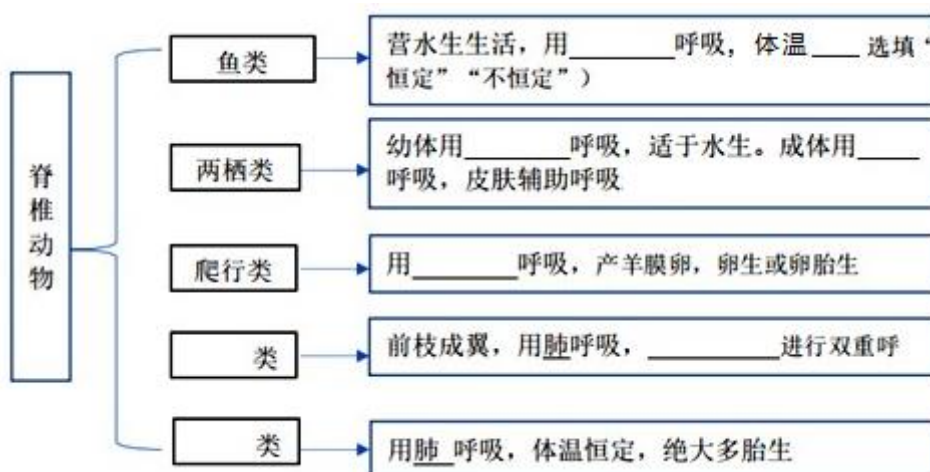 脊椎动物
鱼类
营水生生活，用________呼吸，体温____ 选填“
恒定”“不恒定”）
两栖类
幼体用________呼吸，适于水生。成体用____
呼吸，皮肤辅助呼吸
爬行类
用________呼吸，产羊膜卵，卵生或卵胎生
类
前枝成翼，用肺呼吸，__________进行双重呼
类
用肺 呼吸，体温恒定，绝大多胎生